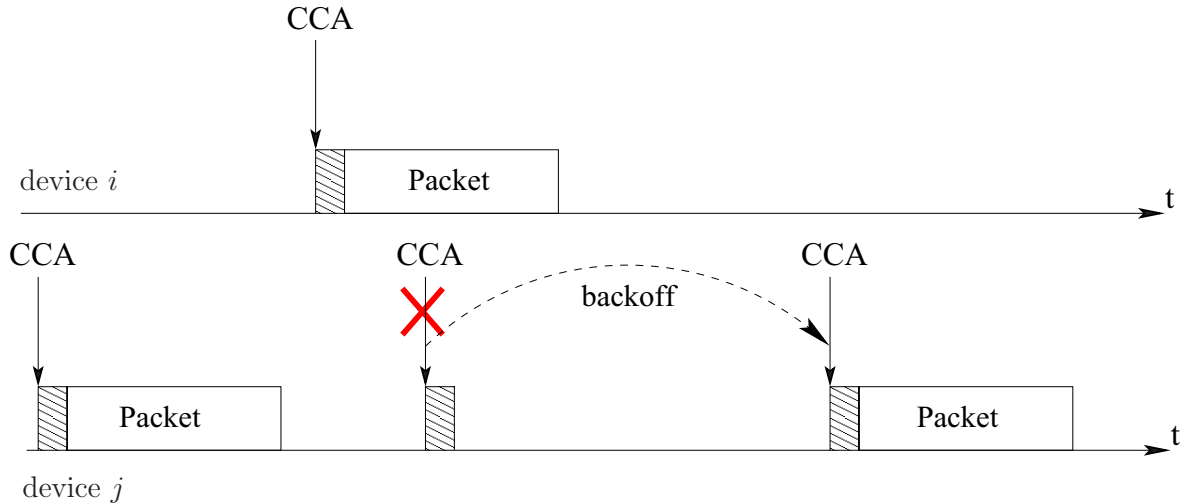 CCA
Packet
device i
t
CCA CCA CCA
backoff
Packet Packet
t
device j